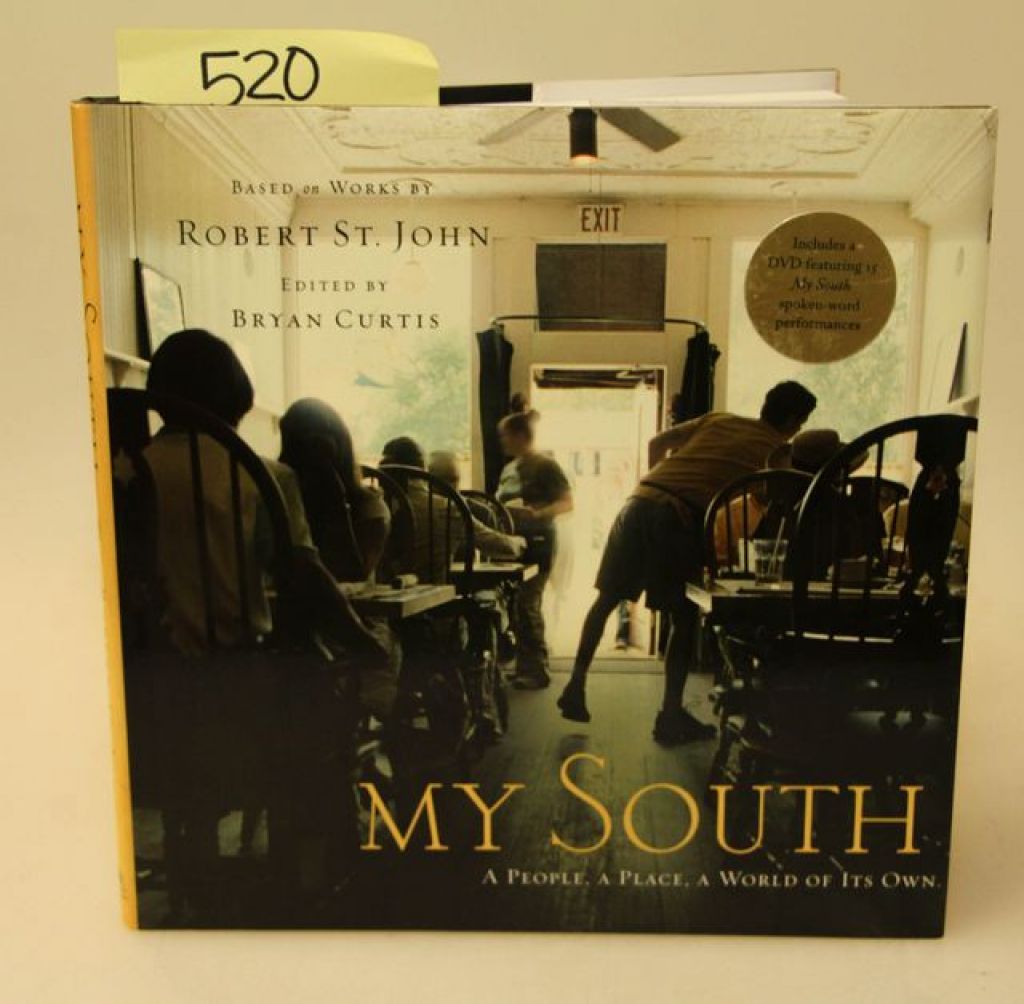 520
BASED on WORKS BY
ROBERT ST. JOHN
EDITED BY
BRYAN CURTIS
EXIT
Includes a
DVD featuring 15
My South
spoken-word
performances
MY SOUTH
A PEOPLE, A PLACE, A WORLD OF ITS OWN.